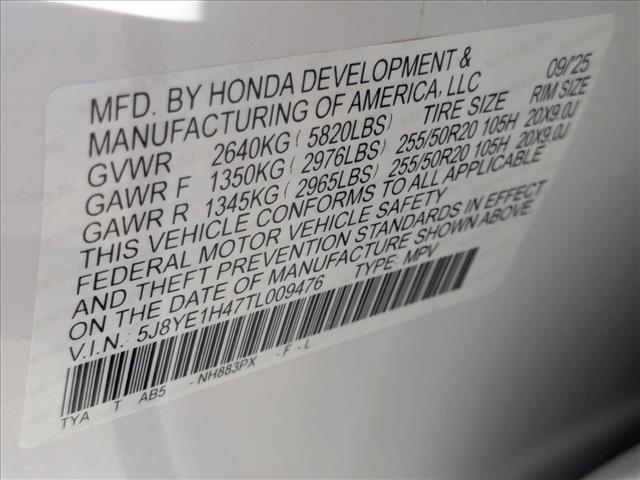 MFD. BY HONDA DEVELOPMENT &
MANUFACTURING OF AMERICA, LLC 09/'25
GVWR 2640KG ( 5820LBS) TIRE SIZE RIM SIZE
GAWR F 1350KG ( 2976LBS) 255/50R20 105H 20X9.0J
GAWR R 1345KG ( 2965LBS) 255/50R20 105H 20X9.0J
THIS VEHICLE CONFORMS TO ALL APPLICABLE
FEDERAL MOTOR VEHICLE SAFETY
AND THEFT PREVENTION STANDARDS IN EFFECT
ON THE DATE OF MANUFACTURE SHOWN ABOVE.
V.I.N.: 5J8YE1H47TL009476 TYPE: MPV
TYA T AB5 - NH883PX - F - L